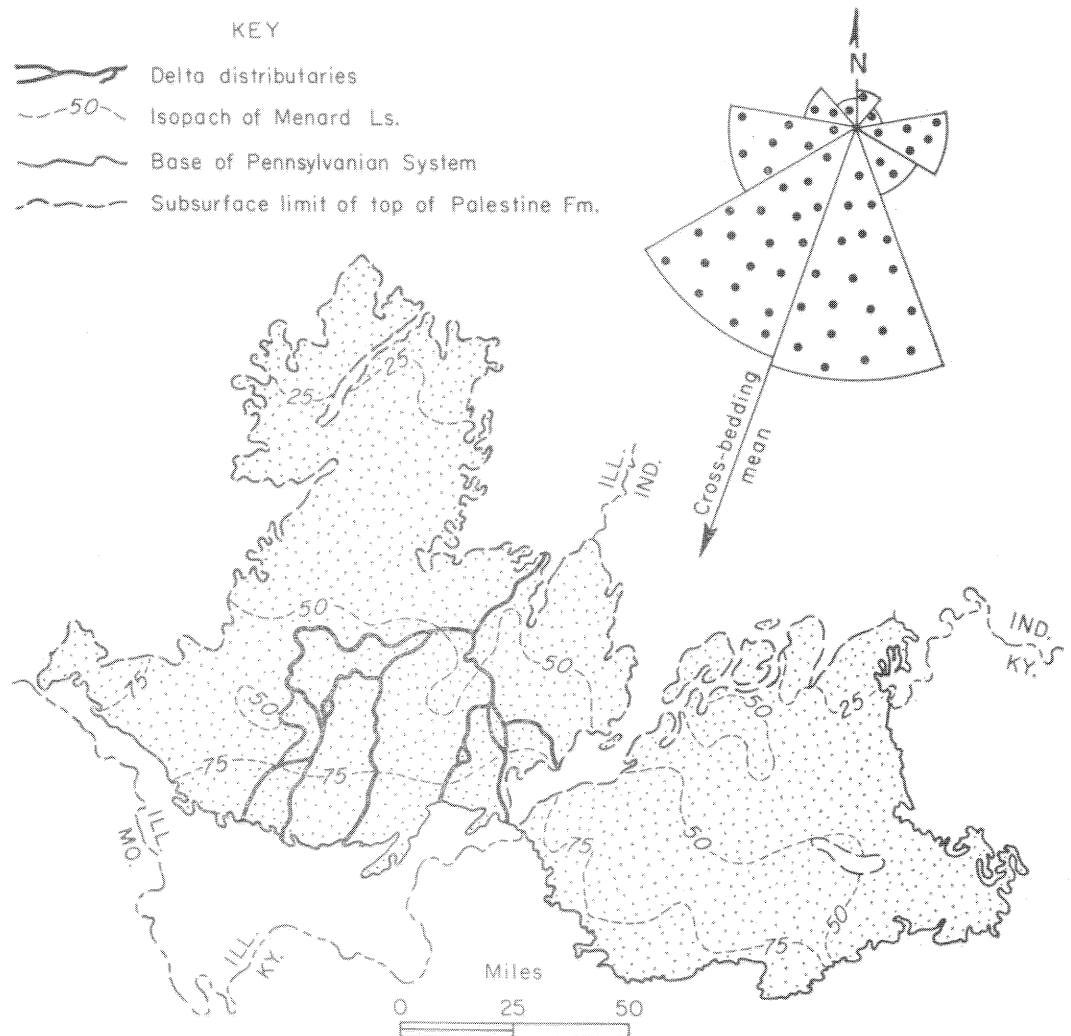 KEY
Delta distributaries
50
Isopach of Menard Ls.
Base of Pennsylvanian System
Subsurface limit of top of Palestine Fm.
N
Cross-bedding
mean
25
25
ILL.
IND.
50
50
75
50
75
75
IND.
KY.
25
50
50
75
50
75
ILL.
MO.
ILL.
KY.
Miles
0 25 50